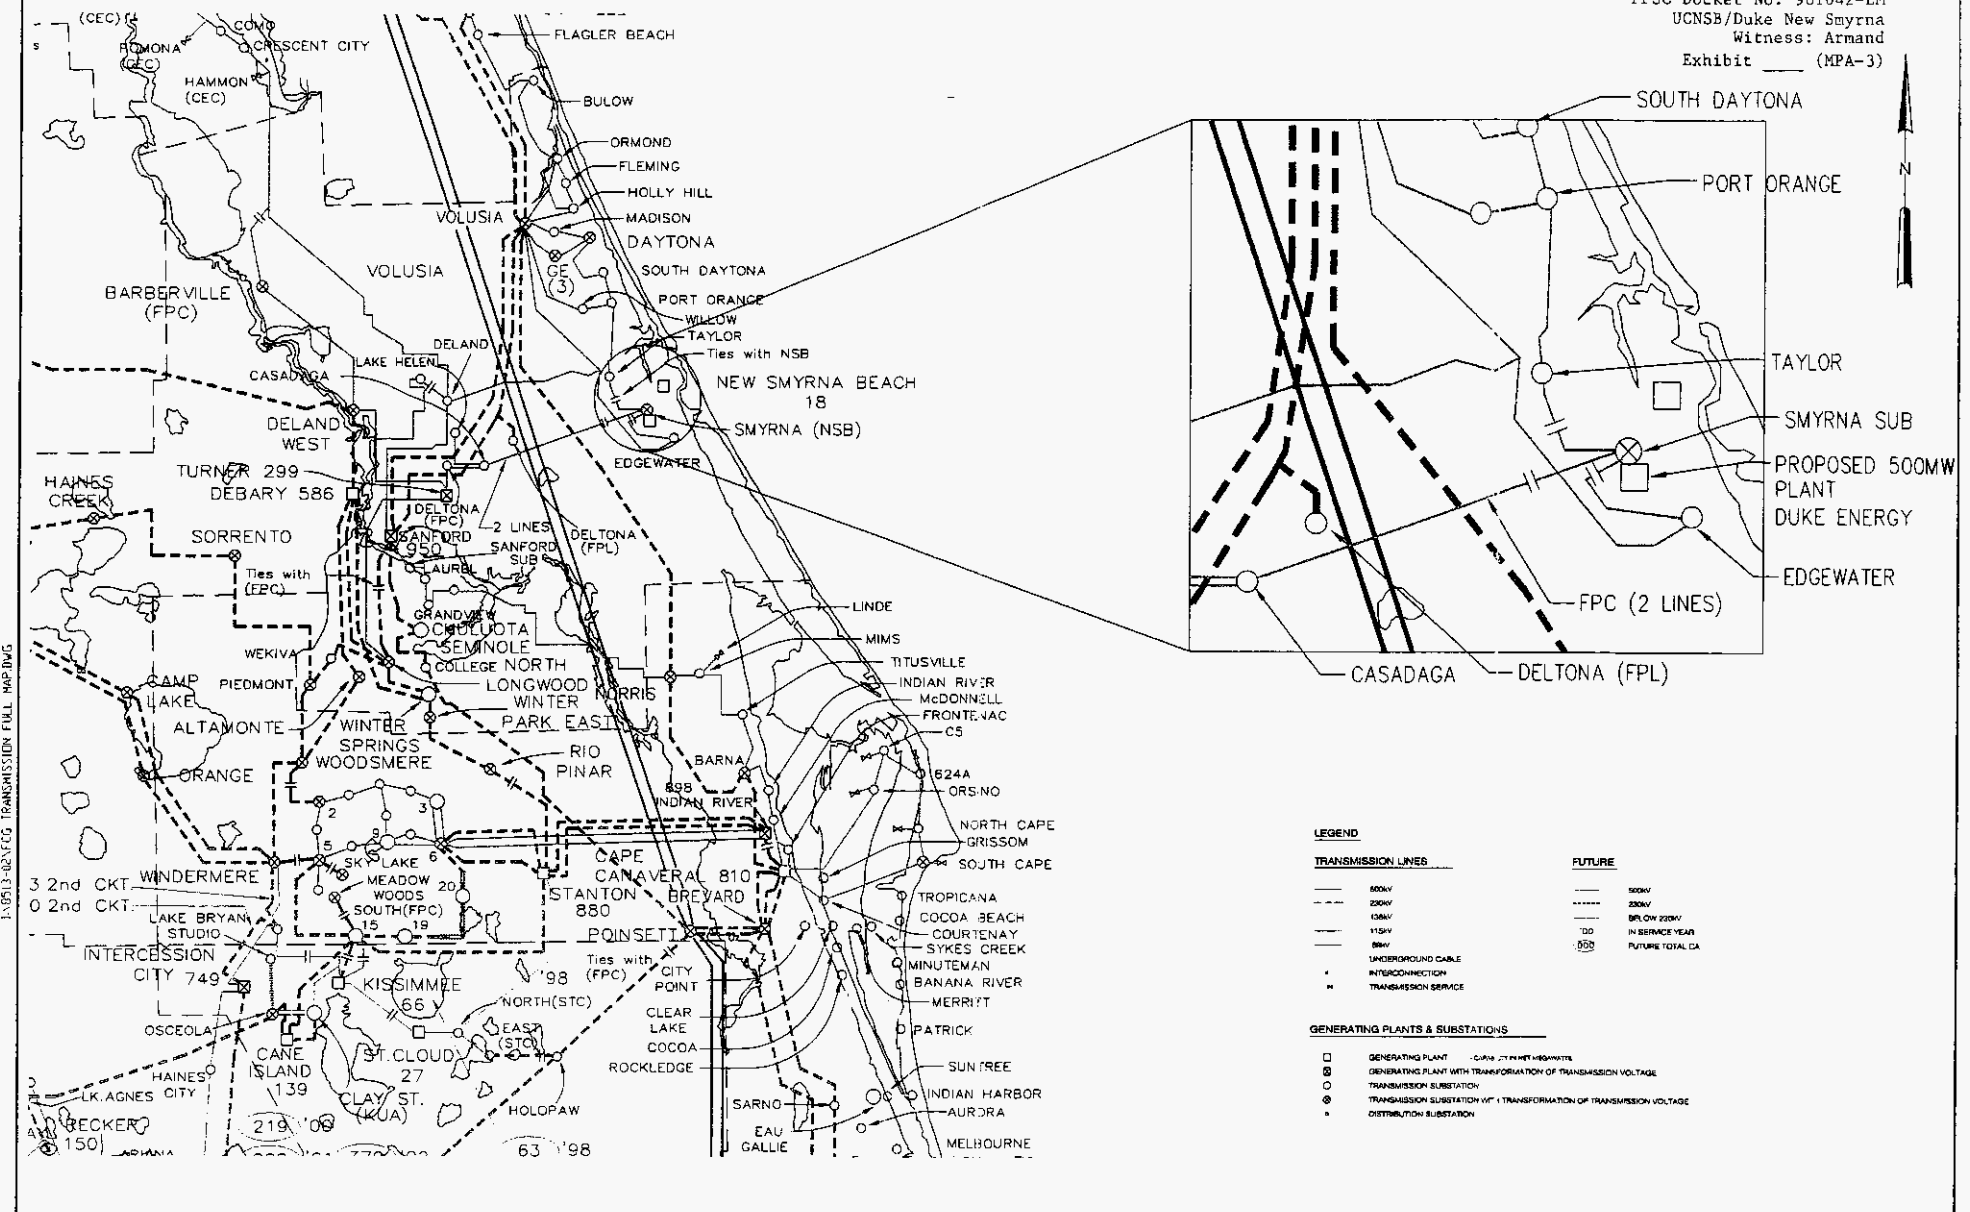 UCNSB/Duke New Smyrna
Witness: Armand
Exhibit ____ (MPA-3)
(CEC)
COMO
POMONA
(CEC)
CRESCENT CITY
HAMMON
(CEC)
FLAGLER BEACH
BULOW
ORMOND
FLEMING
HOLLY HILL
VOLUSIA
MADISON
DAYTONA
VOLUSIA
GE
(3)
SOUTH DAYTONA
BARBERVILLE
(FPC)
PORT ORANGE
WILLOW
TAYLOR
Ties with NSB
DELAND
LAKE HELEN
CASADAGA
NEW SMYRNA BEACH
18
DELAND
WEST
SMYRNA (NSB)
EDGEWATER
TURNER 299
DEBARY 586
HAINES
CREEK
DELTONA
(FPC)
2 LINES
DELTONA
(FPL)
SORRENTO
SANFORD
950
SANFORD
SUB
LAUREL
Ties with
(FPC)
GRANDVIEW
CHULUOTA
SEMINOLE
LINDE
MIMS
WEKIVA
COLLEGE
NORTH
LONGWOOD
PIEDMONT
NORRIS
TITUSVILLE
INDIAN RIVER
McDONNELL
FRONTENAC
C5
CAMP
LAKE
WINTER
PARK EAST
ALTAMONTE
WINTER
SPRINGS
WOODSMERE
RIO
PINAR
ORANGE
BARNA
624A
898
INDIAN RIVER
2
3
9
5
6
NORTH CAPE
GRISSOM
SOUTH CAPE
SKY LAKE
CAPE
CANAVERAL 810
WINDERMERE
MEADOW
WOODS
SOUTH(FPC)
20
STANTON
880
BREVARD
3 2nd CKT.
0 2nd CKT.
TROPICANA
COCOA BEACH
COURTENAY
SYKES CREEK
LAKE BRYAN
STUDIO
15
19
POINSETT
INTERCESSION
CITY 749
Ties with
(FPC)
CITY
POINT
MINUTEMAN
BANANA RIVER
MERRITT
KISSIMMEE
66
'98
NORTH(STC)
EAST
(STC)
OSCEOLA
CLEAR
LAKE
COCOA
ROCKLEDGE
PATRICK
CANE
ISLAND
139
ST.CLOUD
27
HAINES
CITY
LK.AGNES
CLAY ST.
(KUA)
HOLOPAW
SUNTREE
INDIAN HARBOR
AURORA
SARNO
EAU
GALLIE
MELBOURNE
150
219
63 '98
SOUTH DAYTONA
PORT ORANGE
TAYLOR
SMYRNA SUB
PROPOSED 500MW
PLANT
DUKE ENERGY
EDGEWATER
FPC (2 LINES)
CASADAGA
DELTONA (FPL)
N
LEGEND
TRANSMISSION LINES
500KV
230KV
138KV
115KV
UNDERGROUND CABLE
INTERCONNECTION
TRANSMISSION SERVICE
FUTURE
500KV
230KV
BELOW 230KV
IN SERVICE YEAR
GENERATING PLANTS & SUBSTATIONS
GENERATING PLANT
GENERATING PLANT WITH TRANSFORMATION OF TRANSMISSION VOLTAGE
TRANSMISSION SUBSTATION
DISTRIBUTION SUBSTATION